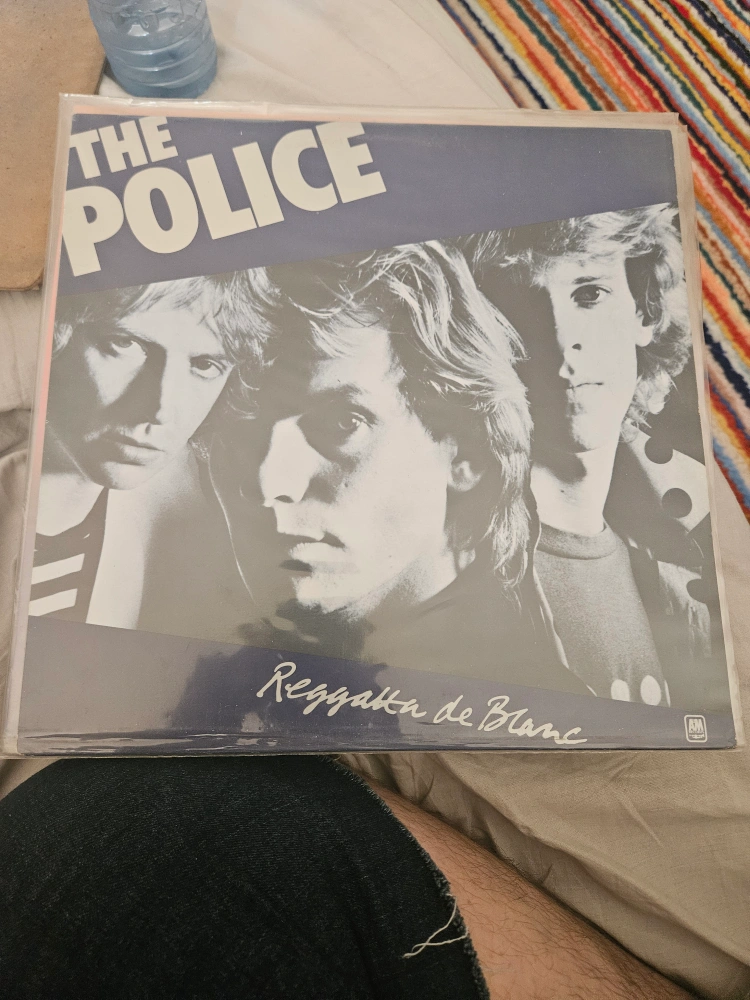 THE
POLICE
Reggatta de Blanc
A&M